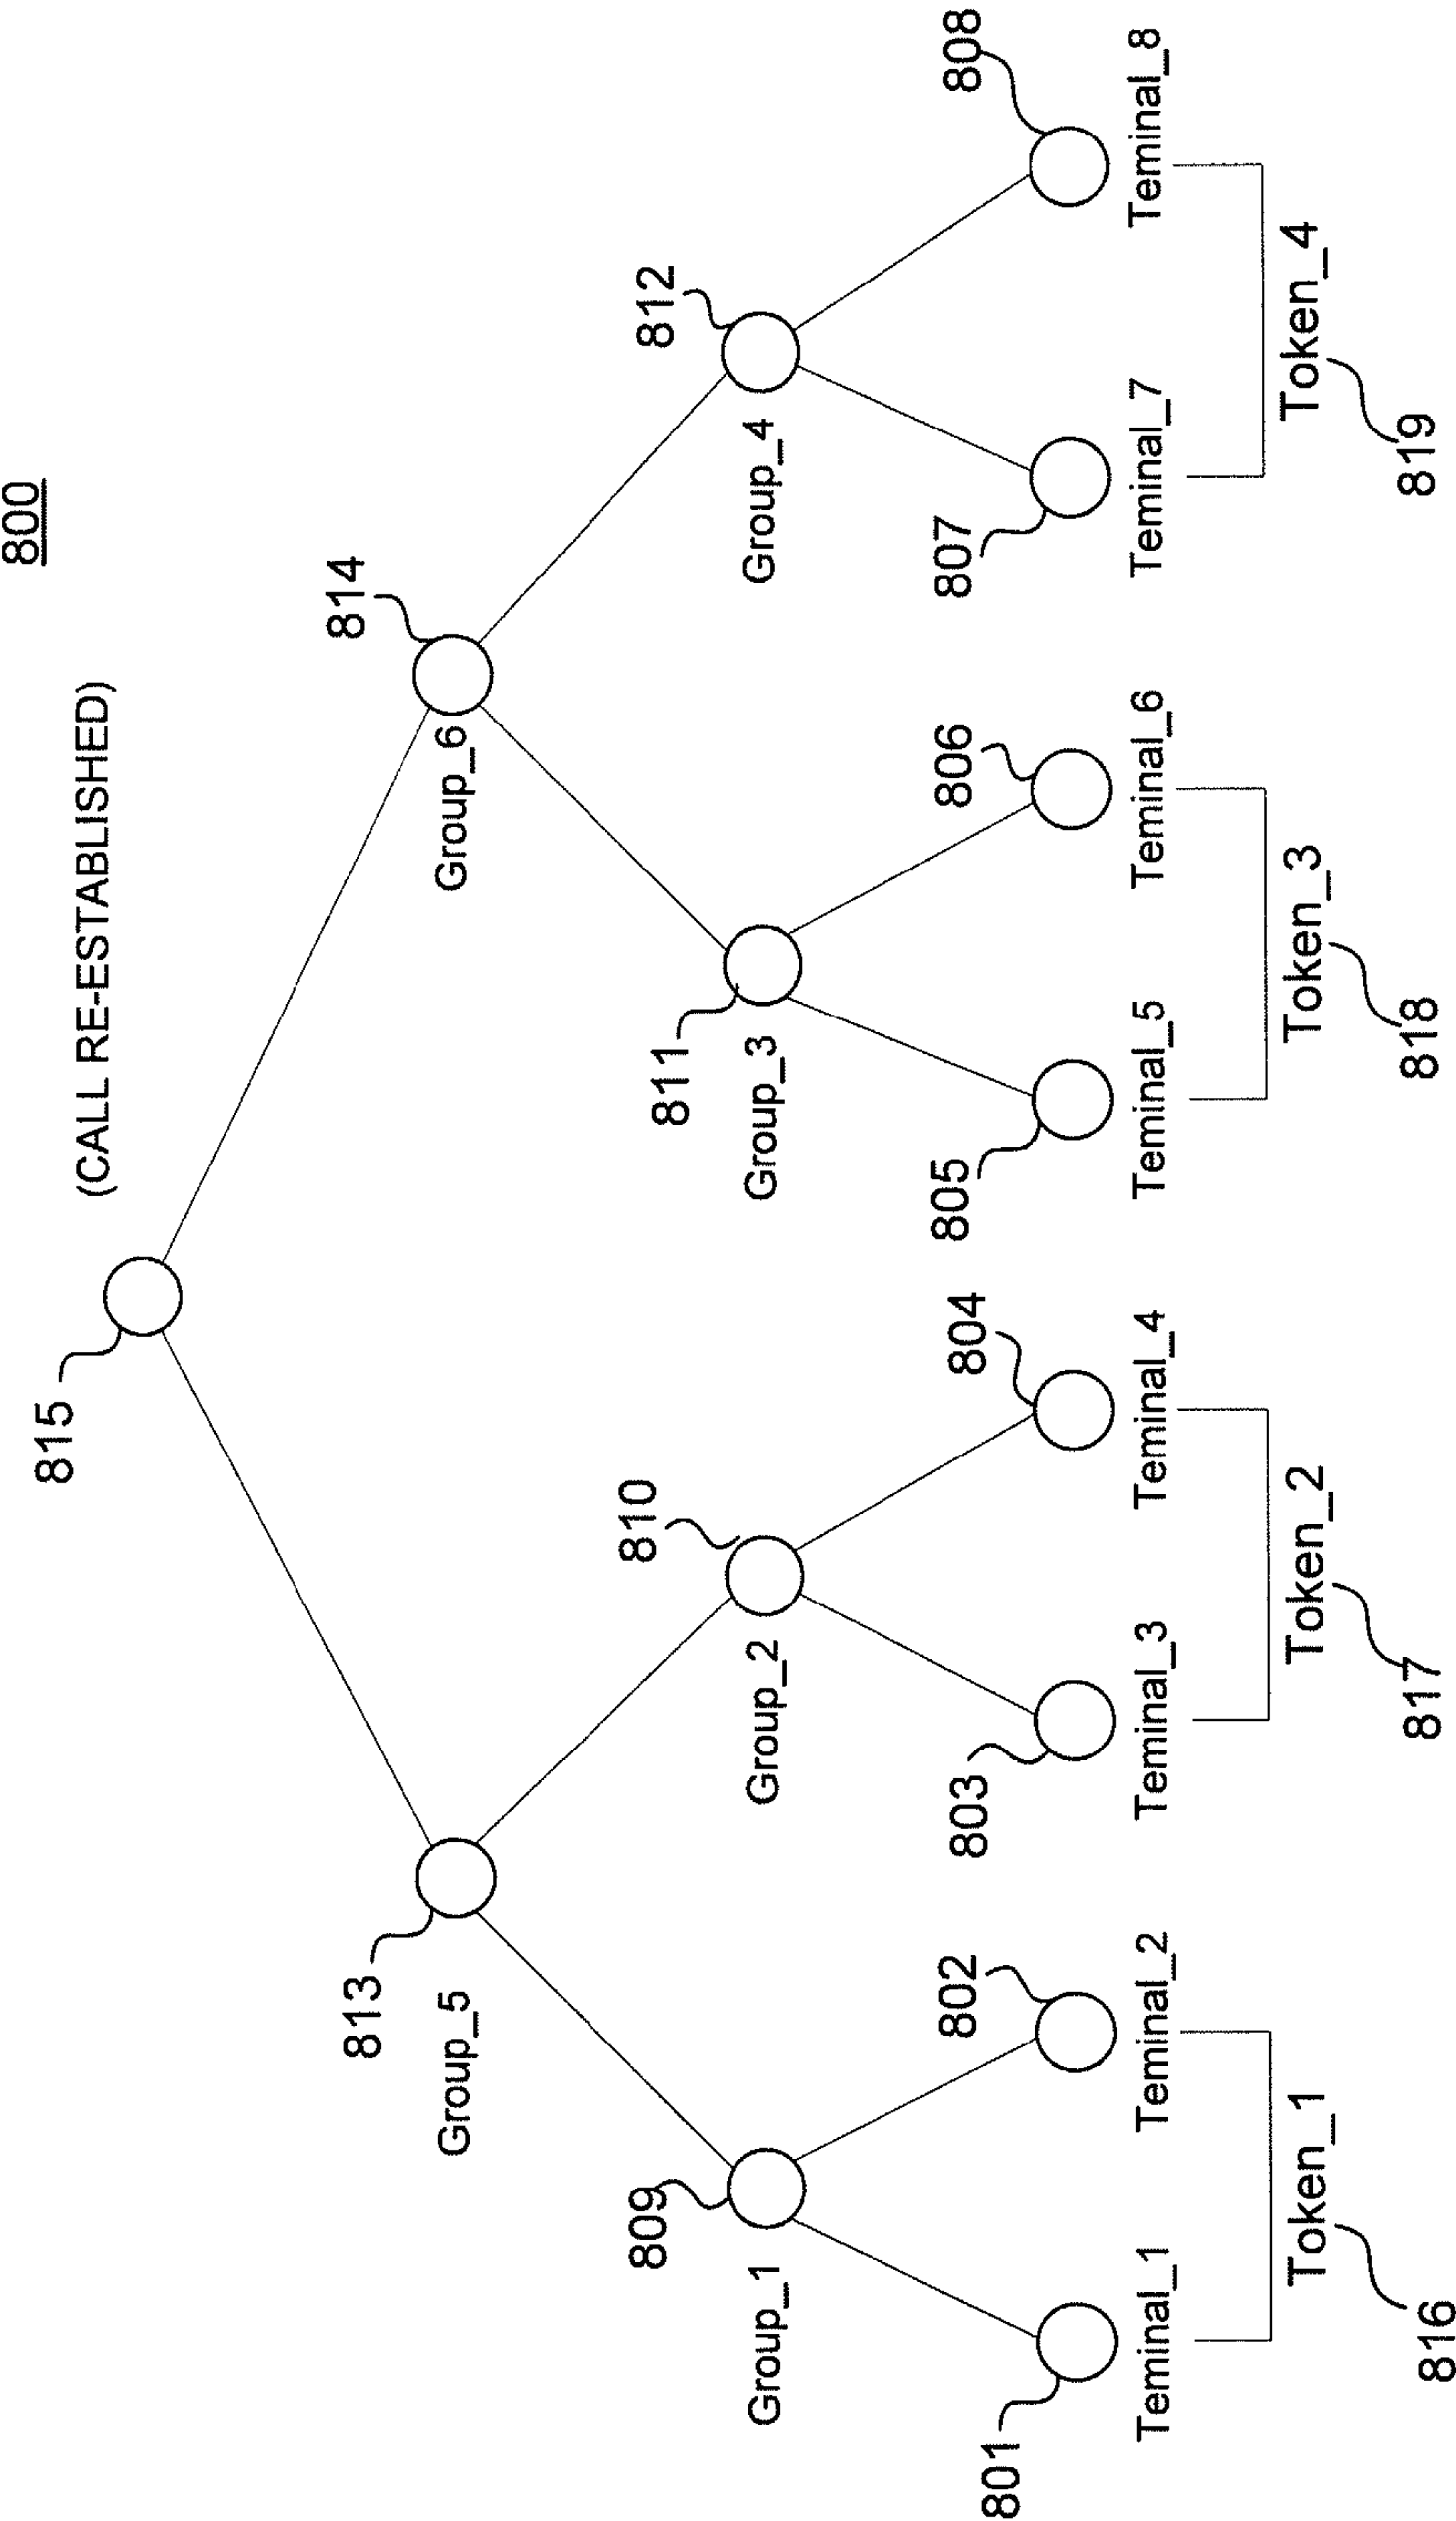 800
(CALL RE-ESTABLISHED)
815
813
814
Group_5
Group_6
809
810
811
812
Group_1
Group_2
Group_3
Group_4
801
802
803
804
805
806
807
808
Teminal_1
Teminal_2
Teminal_3
Teminal_4
Teminal_5
Teminal_6
Teminal_7
Teminal_8
Token_1
Token_2
Token_3
Token_4
816
817
818
819